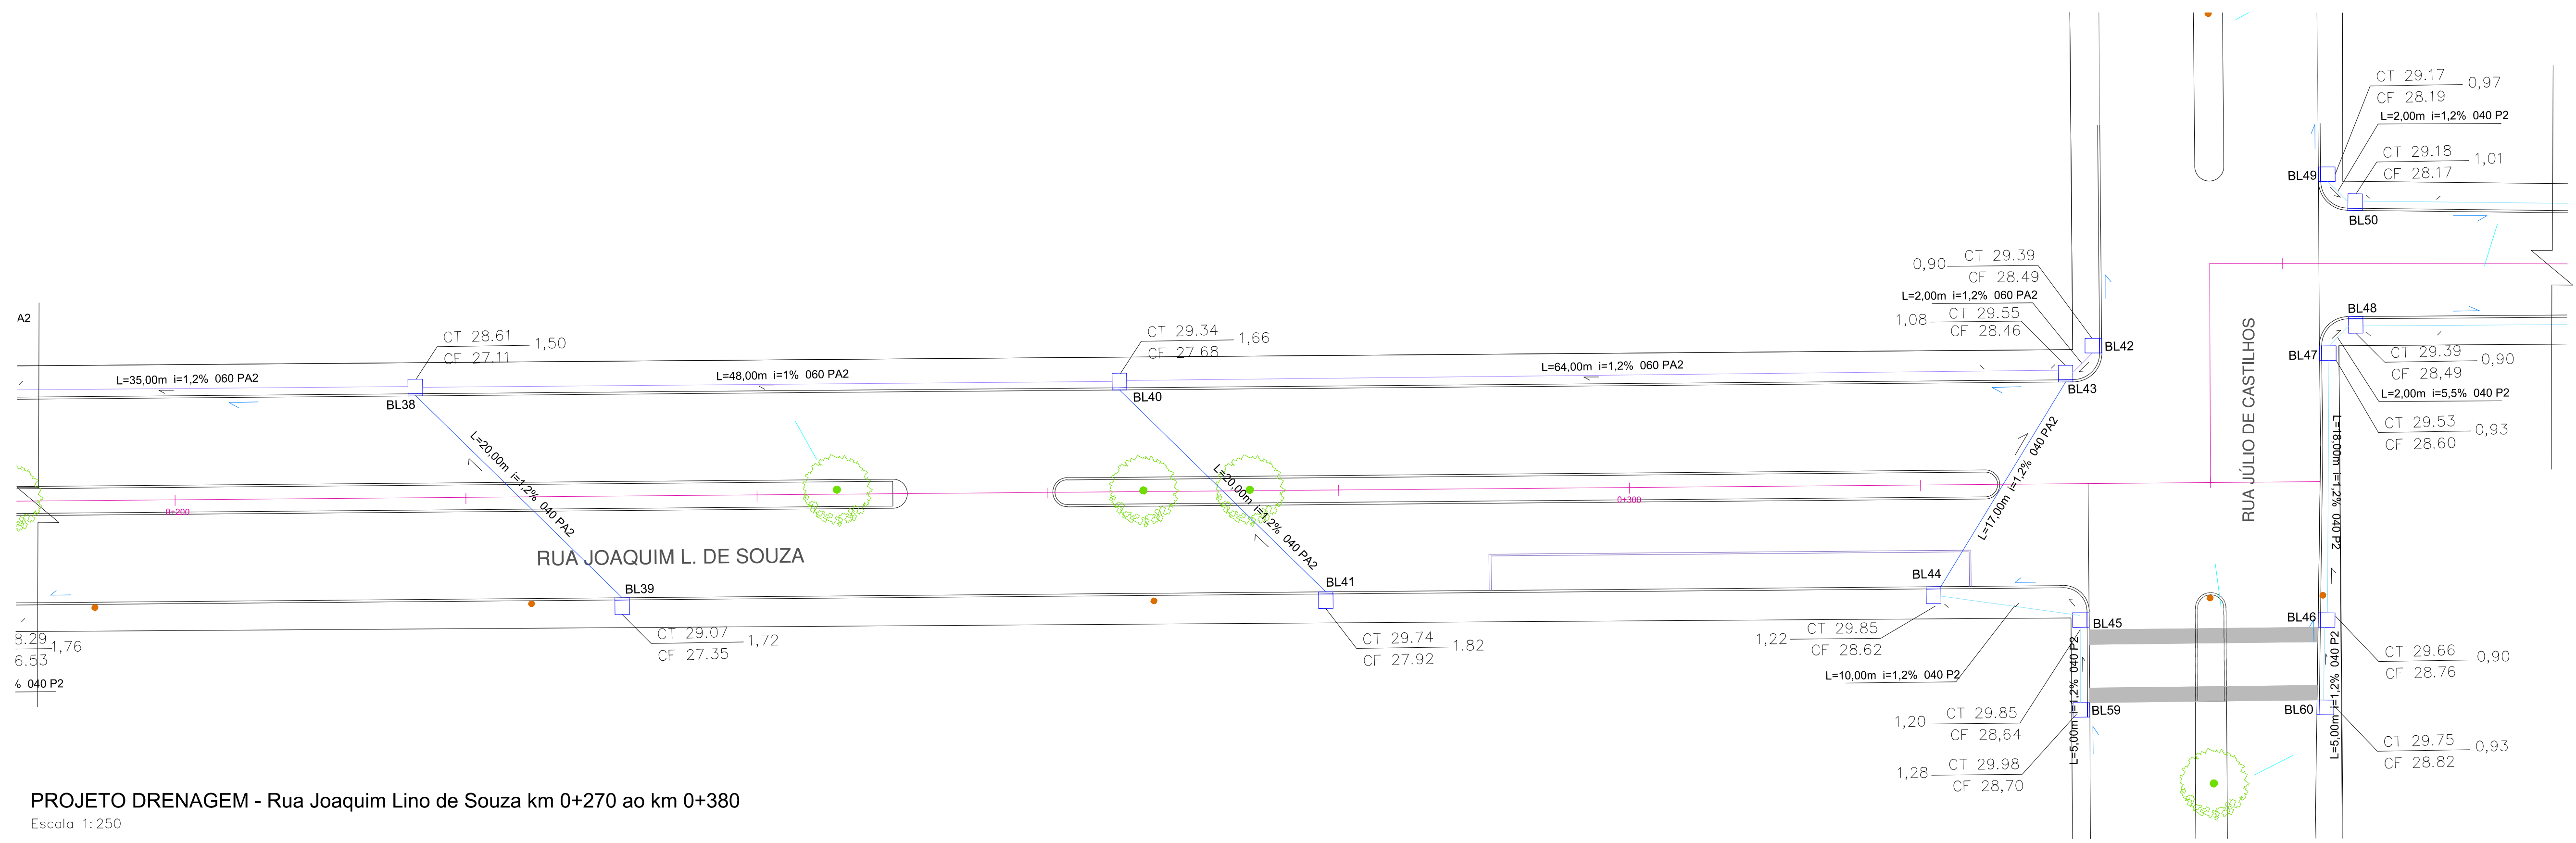 CT 29.17
0,97
CF 28.19
L=2,00m i=1,2% 040 P2
CT 29.18
1,01
CF 28.17
BL49
BL50
CT 29.39
0,90
CF 28.49
L=2,00m i=1,2% 060 PA2
CT 29.55
1,08
CF 28.46
BL42
BL43
BL48
BL47
CT 29.39
0,90
CF 28,49
L=2,00m i=5,5% 040 P2
CT 29.53
0,93
CF 28.60
RUA JÚLIO DE CASTILHOS
L=18,00m i=1,2% 040 P2
A2
CT 28.61
1,50
CF 27.11
CT 29.34
1,66
CF 27.68
L=35,00m i=1,2% 060 PA2
L=48,00m i=1% 060 PA2
L=64,00m i=1,2% 060 PA2
BL38
BL40
L=20,00m i=1,2% 040 PA2
L=20,00m i=1,2% 040 PA2
L=17,00m i=1,2% 040 PA2
0+200
0+300
RUA JOAQUIM L. DE SOUZA
BL39
BL41
BL44
BL45
BL46
8.29
1,76
6.53
% 040 P2
CT 29.07
1,72
CF 27.35
CT 29.74
1.82
CF 27.92
CT 29.85
1,22
CF 28.62
L=10,00m i=1,2% 040 P2
L=5,00m i=1,2% 040 P2
L=5,00m i=1,2% 040 P2
CT 29.66
0,90
CF 28.76
BL59
BL60
CT 29.85
1,20
CF 28,64
CT 29.98
1,28
CF 28,70
CT 29.75
0,93
CF 28.82
PROJETO DRENAGEM - Rua Joaquim Lino de Souza km 0+270 ao km 0+380
Escala 1:250